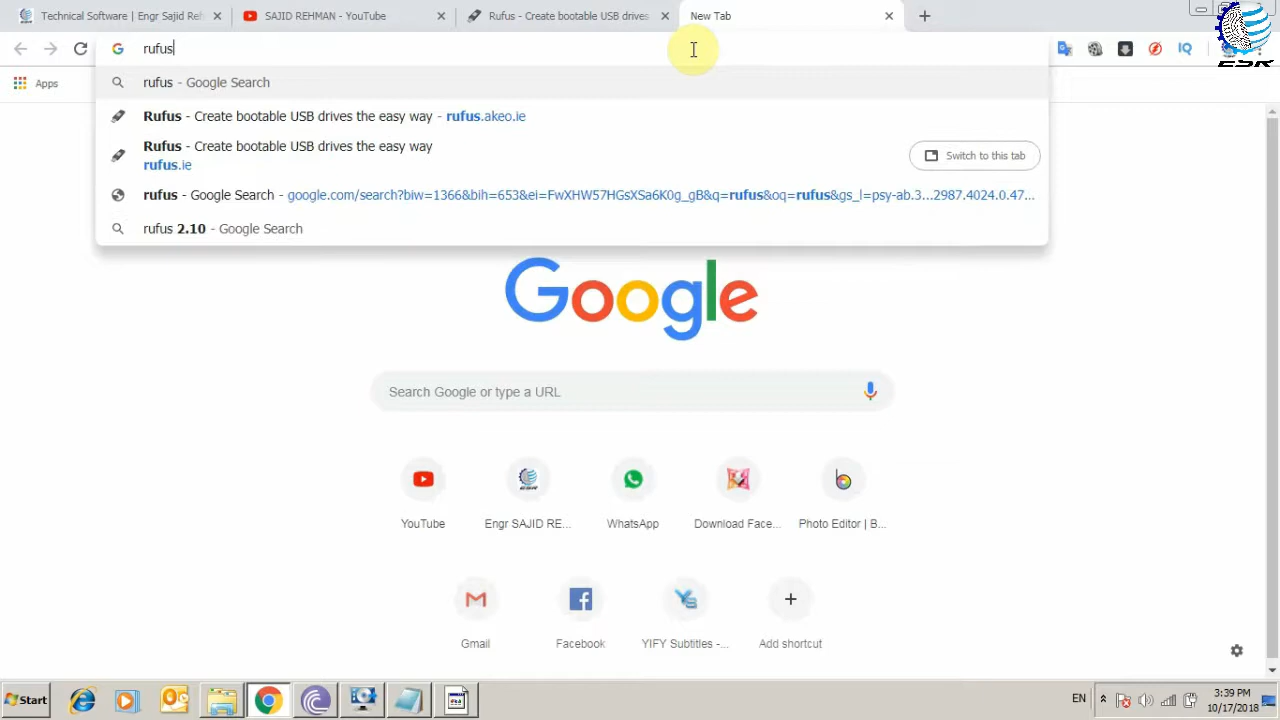 Technical Software | Engr Sajid Reh
SAJID REHMAN - YouTube
Rufus - Create bootable USB drives
New Tab
ESR
rufus
IQ
Apps
rufus - Google Search
Rufus - Create bootable USB drives the easy way - rufus.akeo.ie
Rufus - Create bootable USB drives the easy way
rufus.ie
Switch to this tab
rufus - Google Search - google.com/search?biw=1366&bih=653&ei=FwXHW57HGsXSa6K0g_gB&q=rufus&oq=rufus&gs_l=psy-ab.3...2987.4024.0.47...
rufus 2.10 - Google Search
Google
Search Google or type a URL
YouTube
Engr SAJID RE...
WhatsApp
Download Face...
Photo Editor | B...
Gmail
Facebook
YIFY Subtitles -...
Add shortcut
Start
EN
3:39 PM
10/17/2018